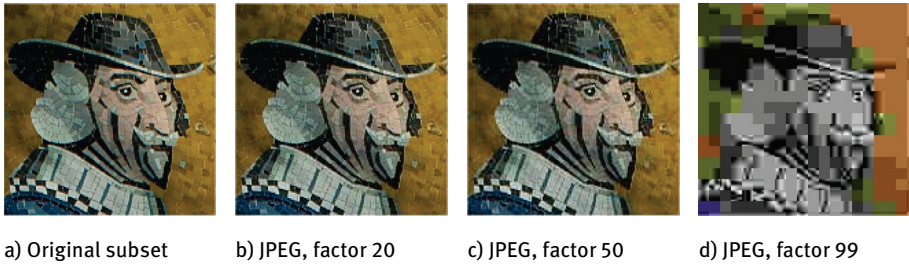 a) Original subset
b) JPEG, factor 20
c) JPEG, factor 50
d) JPEG, factor 99